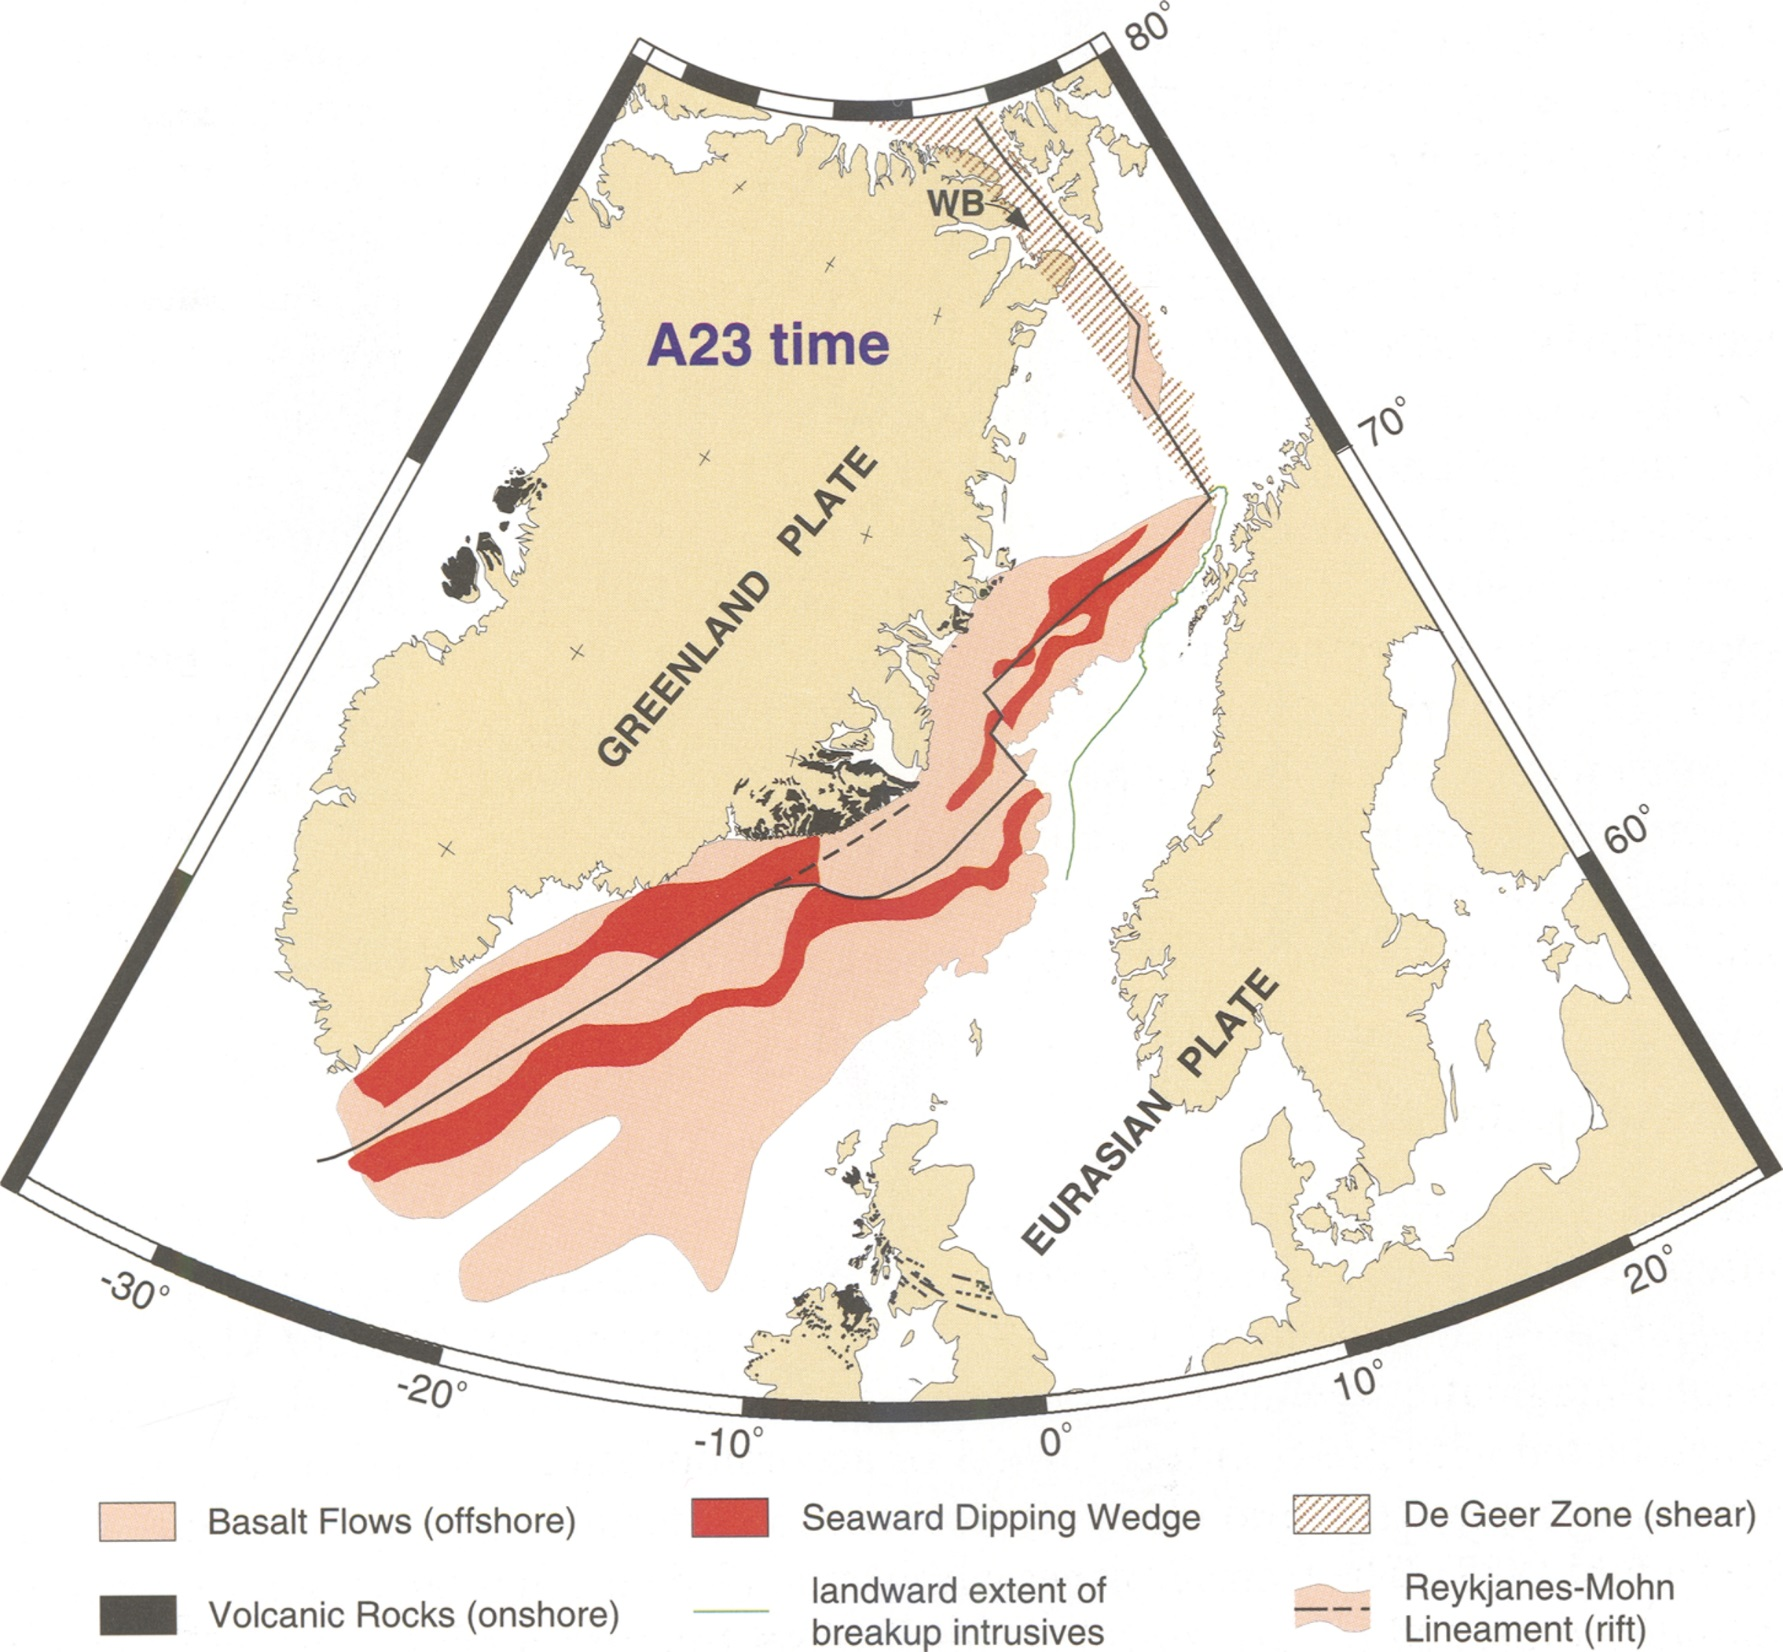 80°
WB
A23 time
70°
GREENLAND PLATE
60°
EURASIAN PLATE
-30°
20°
-20°
10°
-10°
0°
Basalt Flows (offshore)
Seaward Dipping Wedge
De Geer Zone (shear)
Volcanic Rocks (onshore)
landward extent of
breakup intrusives
Reykjanes-Mohn
Lineament (rift)